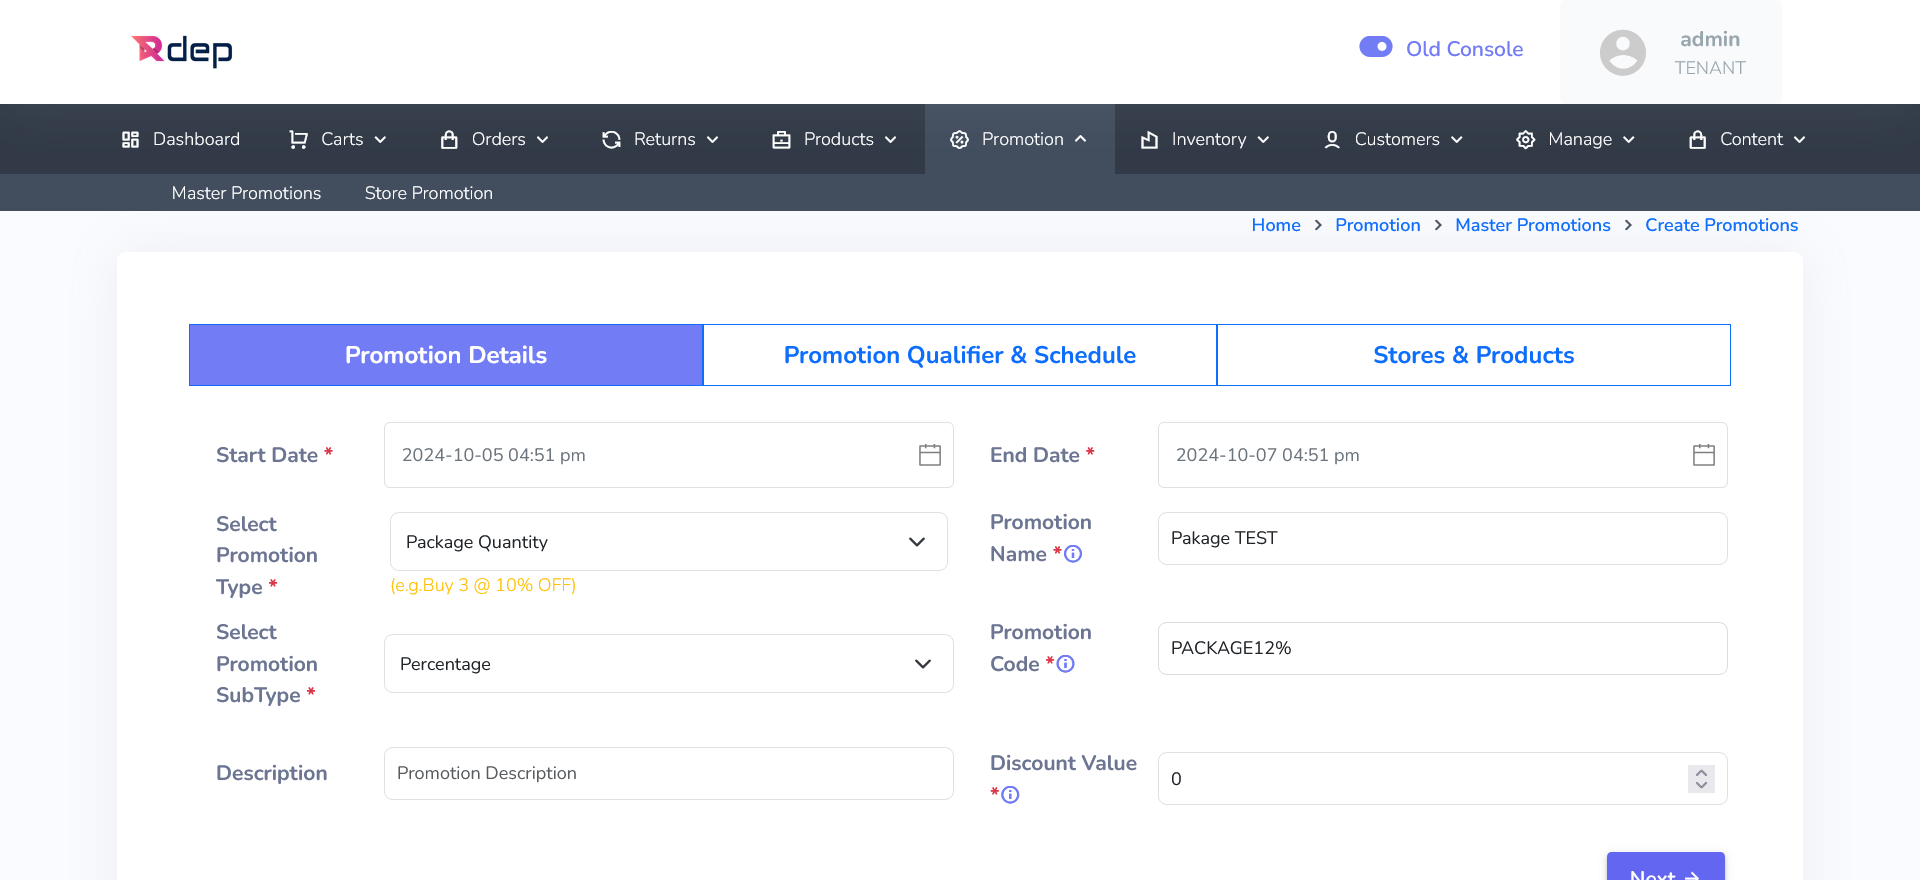 Rdep
Old Console
admin
TENANT
Dashboard Carts Orders Returns Products Promotion Inventory Customers Manage Content
Master Promotions Store Promotion
Home > Promotion > Master Promotions > Create Promotions
Promotion Details Promotion Qualifier & Schedule Stores & Products
Start Date * 2024-10-05 04:51 pm
End Date * 2024-10-07 04:51 pm
Select
Promotion
Type *
Package Quantity
(e.g.Buy 3 @ 10% OFF)
Promotion
Name *
Pakage TEST
Select
Promotion
SubType *
Percentage
Promotion
Code *
PACKAGE12%
Description Promotion Description
Discount Value
*
0
Next →